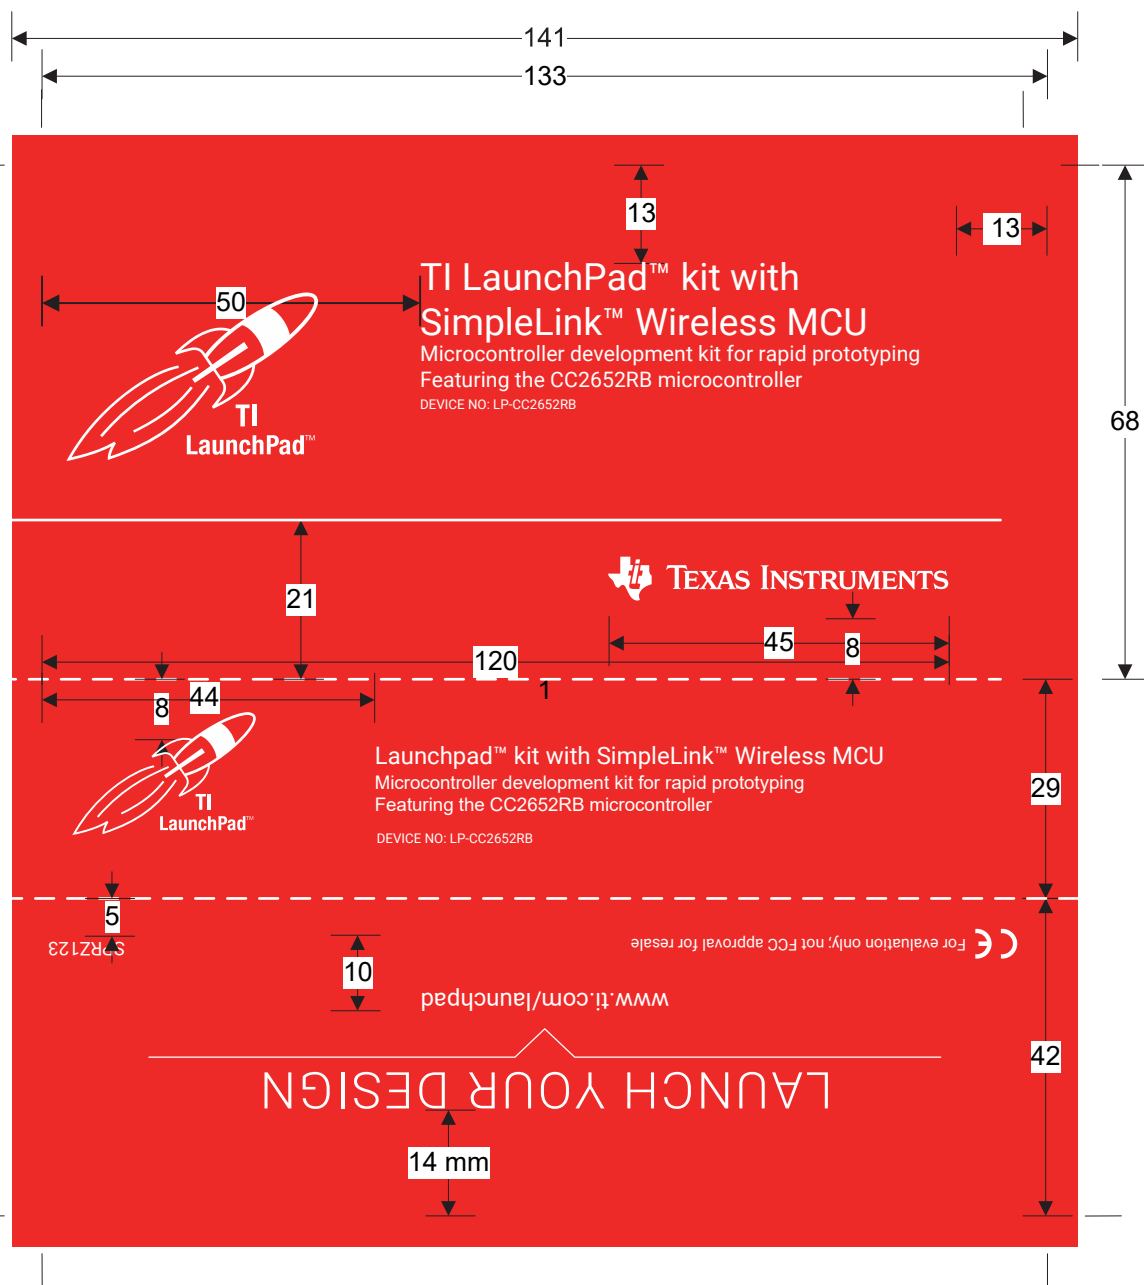 141
133
13
13
TI LaunchPad™ kit with
50
SimpleLink™ Wireless MCU
Microcontroller development kit for rapid prototyping
Featuring the CC2652RB microcontroller
DEVICE NO: LP-CC2652RB
TI
LaunchPad™
68
21
TEXAS INSTRUMENTS
45
8
120
1
44
8
Launchpad™ kit with SimpleLink™ Wireless MCU
Microcontroller development kit for rapid prototyping
Featuring the CC2652RB microcontroller
DEVICE NO: LP-CC2652RB
TI
LaunchPad™
29
5
SPRZ123
CE For evaluation only; not FCC approval for resale
10
www.ti.com/launchpad
42
LAUNCH YOUR DESIGN
14 mm